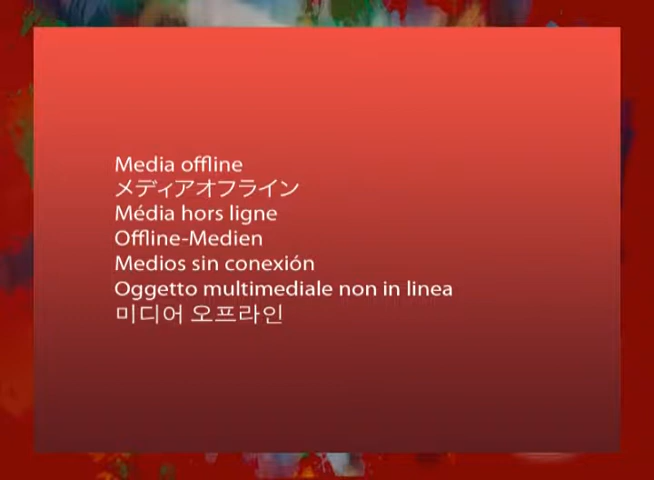 Media offline
メディアオフライン
Média hors ligne
Offline-Medien
Medios sin conexión
Oggetto multimediale non in linea
미디어 오프라인